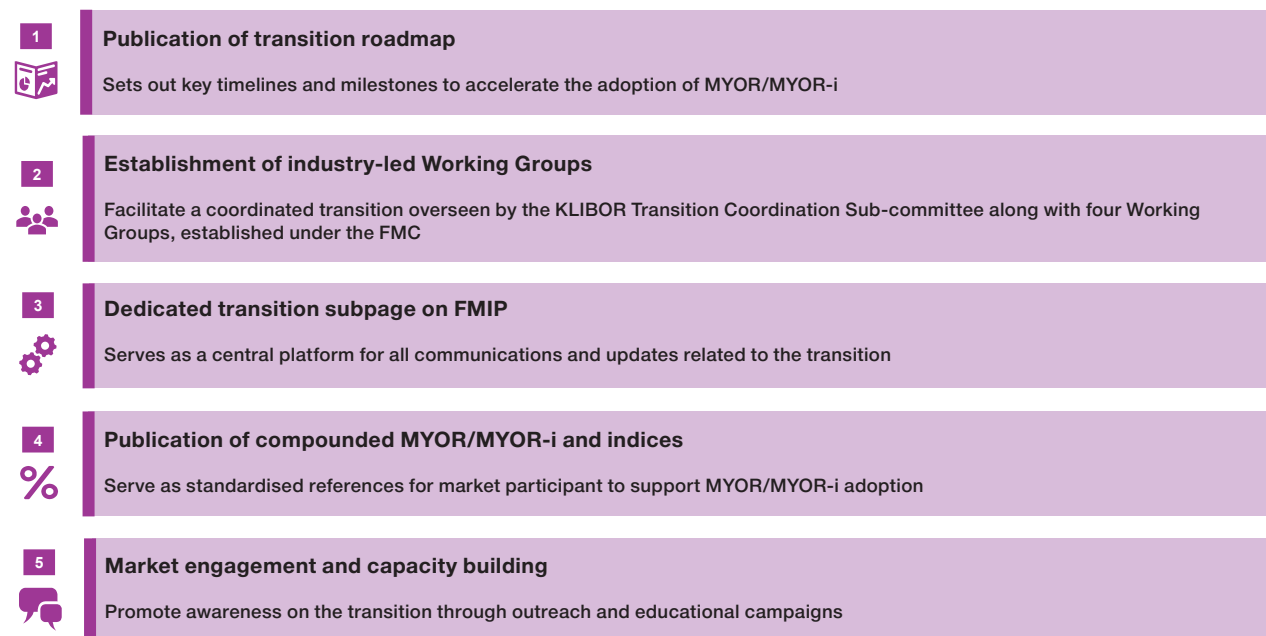 1
Publication of transition roadmap
Sets out key timelines and milestones to accelerate the adoption of MYOR/MYOR-i
2
Establishment of industry-led Working Groups
Facilitate a coordinated transition overseen by the KLIBOR Transition Coordination Sub-committee along with four Working
Groups, established under the FMC
3
Dedicated transition subpage on FMIP
Serves as a central platform for all communications and updates related to the transition
4
Publication of compounded MYOR/MYOR-i and indices
%
Serve as standardised references for market participant to support MYOR/MYOR-i adoption
5
Market engagement and capacity building
Promote awareness on the transition through outreach and educational campaigns